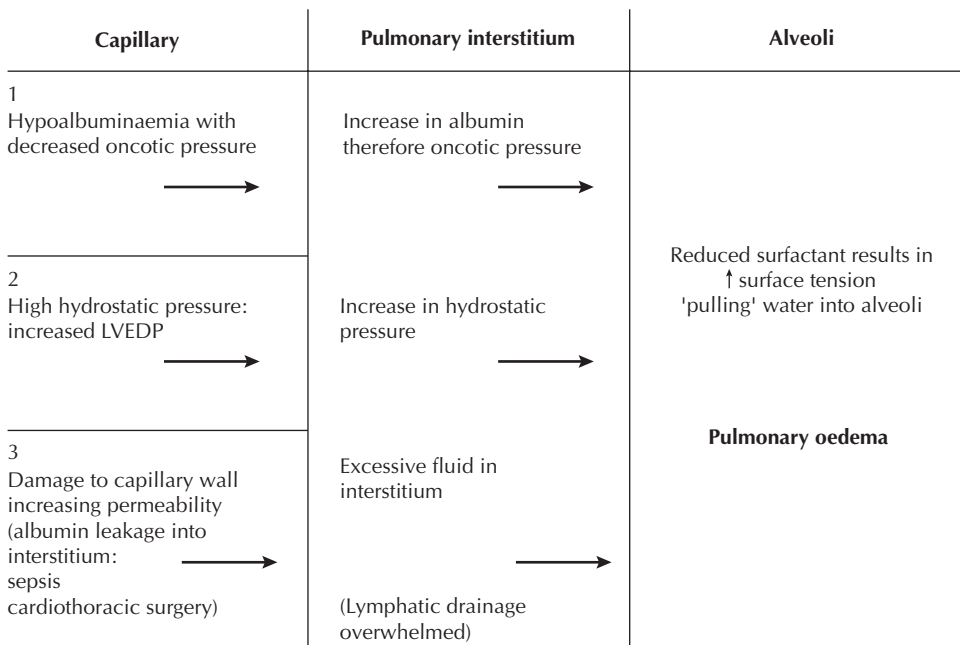 Capillary
Pulmonary interstitium
Alveoli
1
Hypoalbuminaemia with
decreased oncotic pressure
Increase in albumin
therefore oncotic pressure
2
High hydrostatic pressure:
increased LVEDP
Increase in hydrostatic
pressure
Reduced surfactant results in
↑ surface tension
'pulling' water into alveoli
3
Damage to capillary wall
increasing permeability
(albumin leakage into
interstitium:
sepsis
cardiothoracic surgery)
Excessive fluid in
interstitium
(Lymphatic drainage
overwhelmed)
Pulmonary oedema